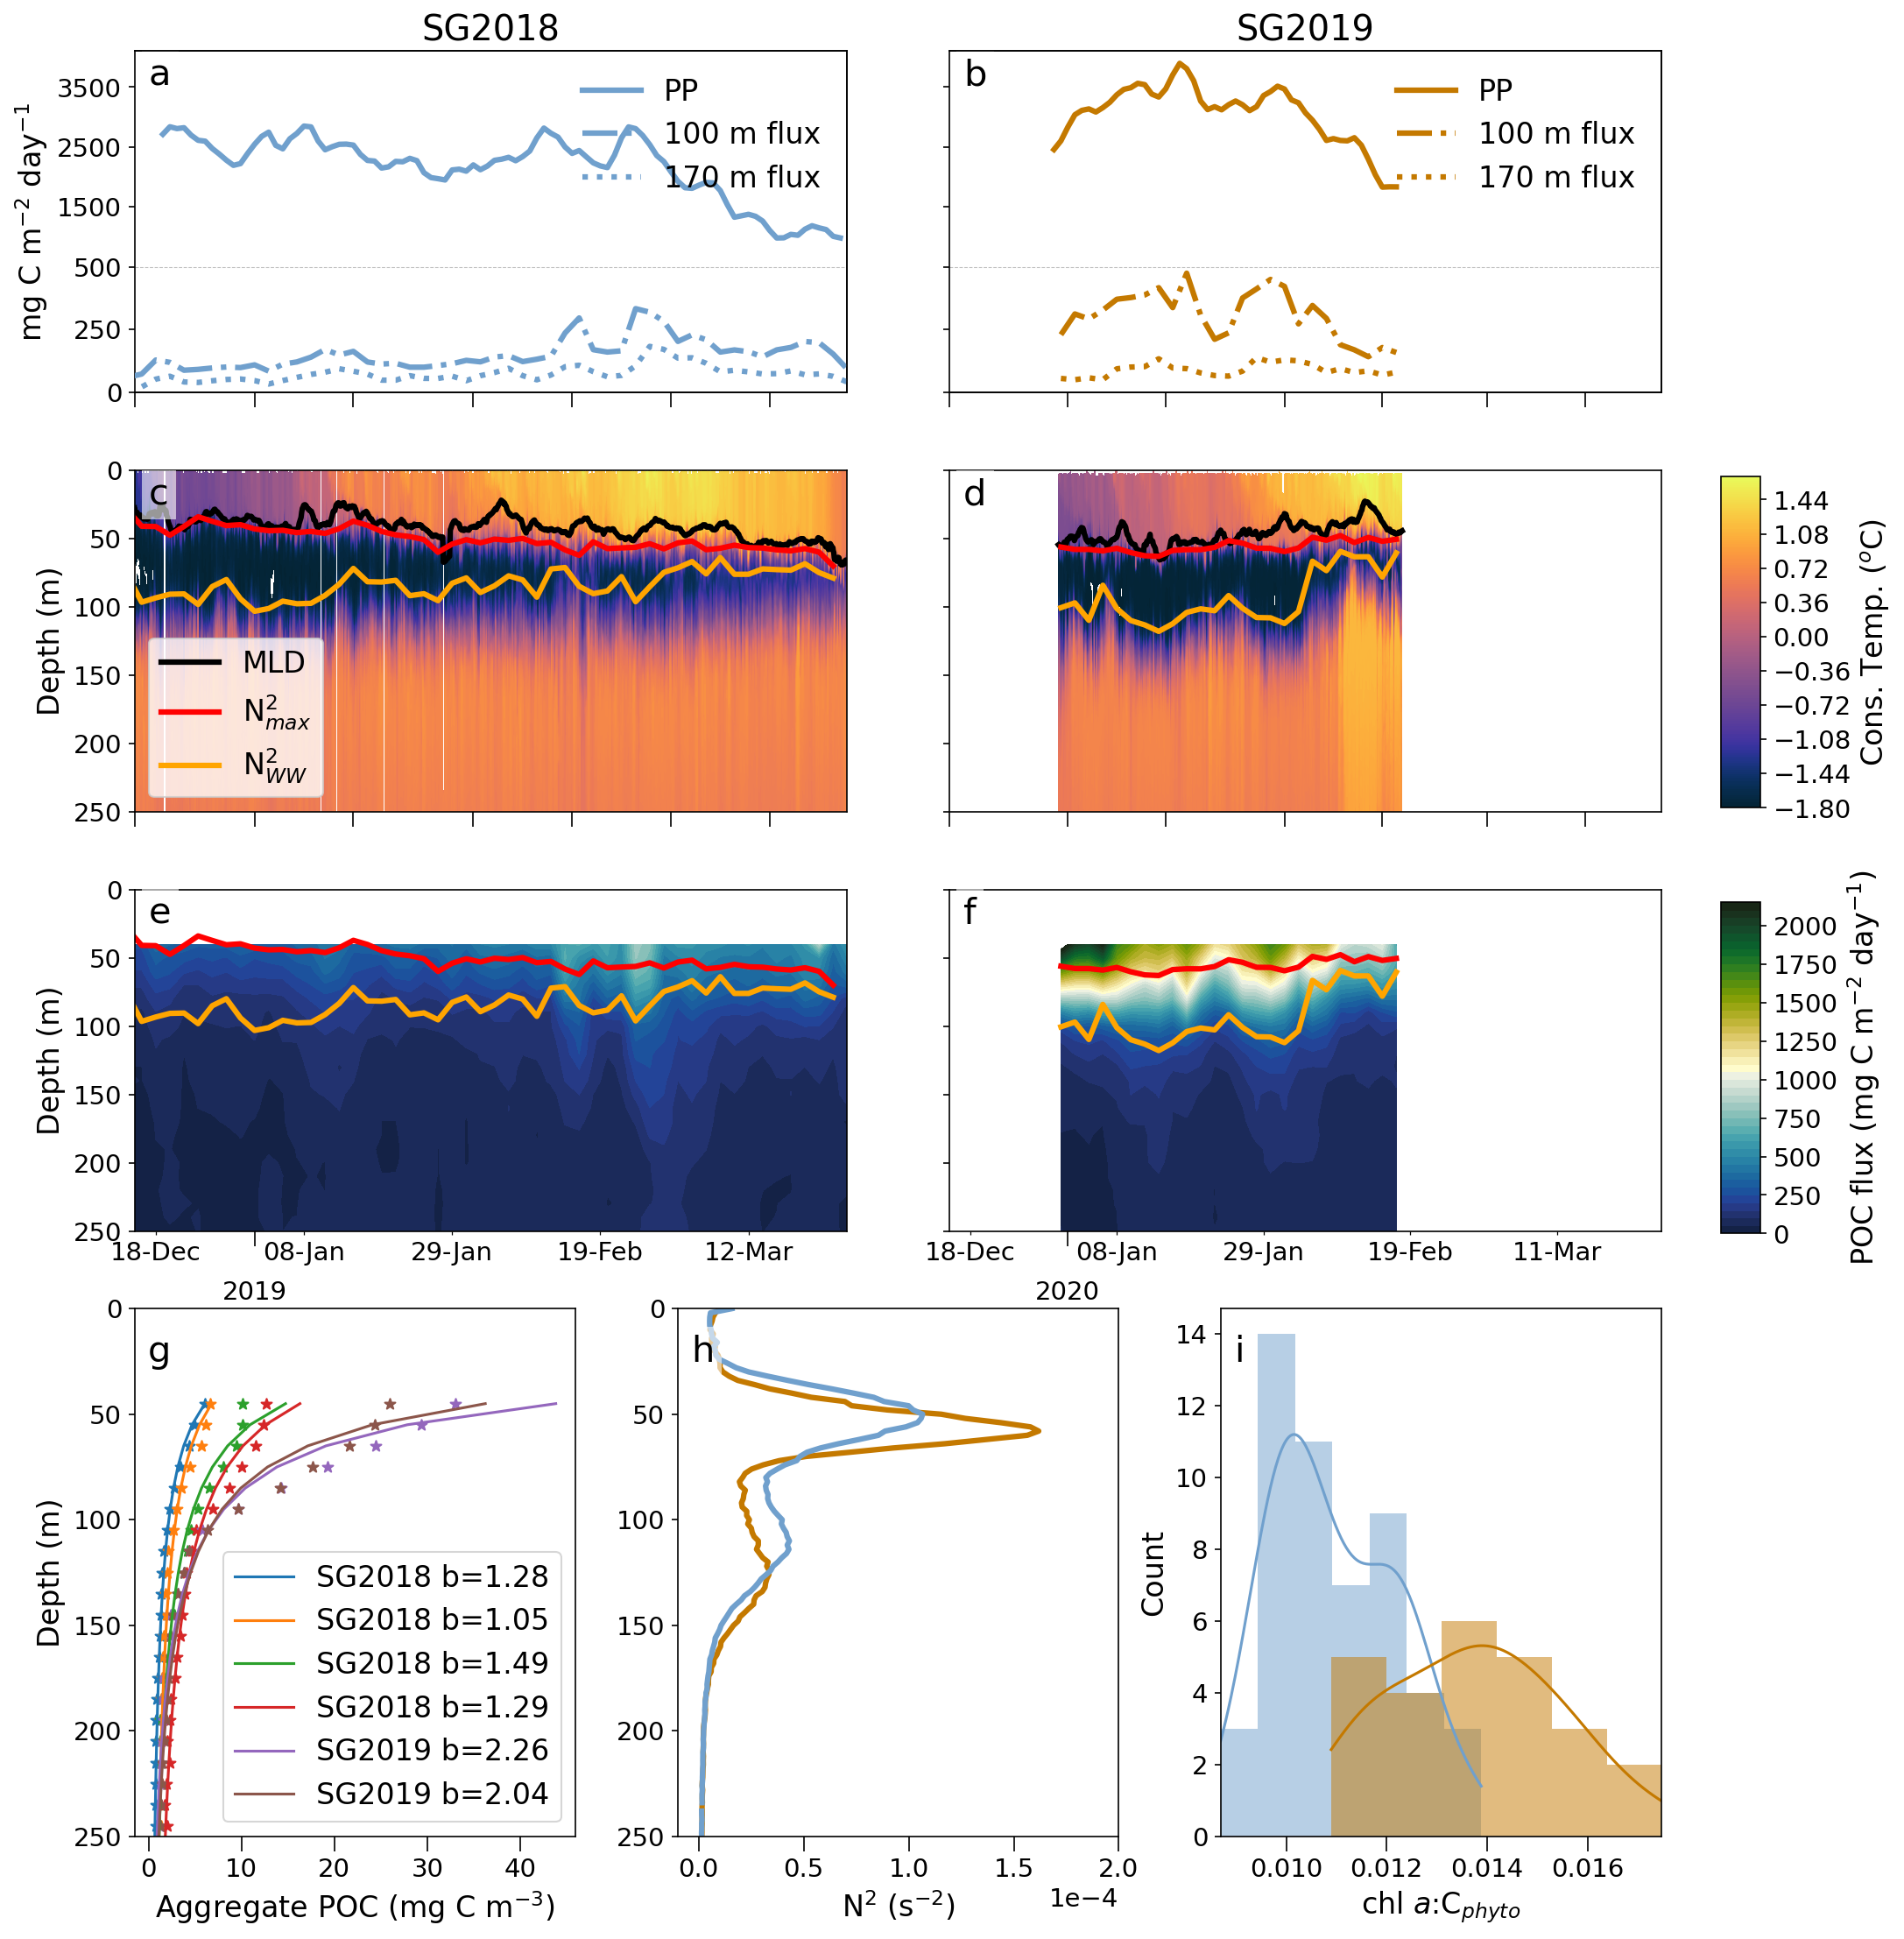 SG2018
SG2019
a
PP
100 m flux
170 m flux
3500
2500
1500
500
250
0
mg C m⁻² day⁻¹
b
PP
100 m flux
170 m flux
c
0
50
100
150
200
250
Depth (m)
MLD
N²max
N²WW
d
1.44
1.08
0.72
0.36
0.00
−0.36
−0.72
−1.08
−1.44
−1.80
Cons. Temp. (°C)
e
0
50
100
150
200
250
Depth (m)
18-Dec 08-Jan 29-Jan 19-Feb 12-Mar
2019
f
18-Dec 08-Jan 29-Jan 19-Feb 11-Mar
2020
2000
1750
1500
1250
1000
750
500
250
0
POC flux (mg C m⁻² day⁻¹)
g
0
50
100
150
200
250
Depth (m)
SG2018 b=1.28
SG2018 b=1.05
SG2018 b=1.49
SG2018 b=1.29
SG2019 b=2.26
SG2019 b=2.04
0 10 20 30 40
Aggregate POC (mg C m⁻³)
h
0
50
100
150
200
250
0.0 0.5 1.0 1.5 2.0
1e−4
N² (s⁻²)
i
14
12
10
8
6
4
2
0
Count
0.010 0.012 0.014 0.016
chl a:Cphyto